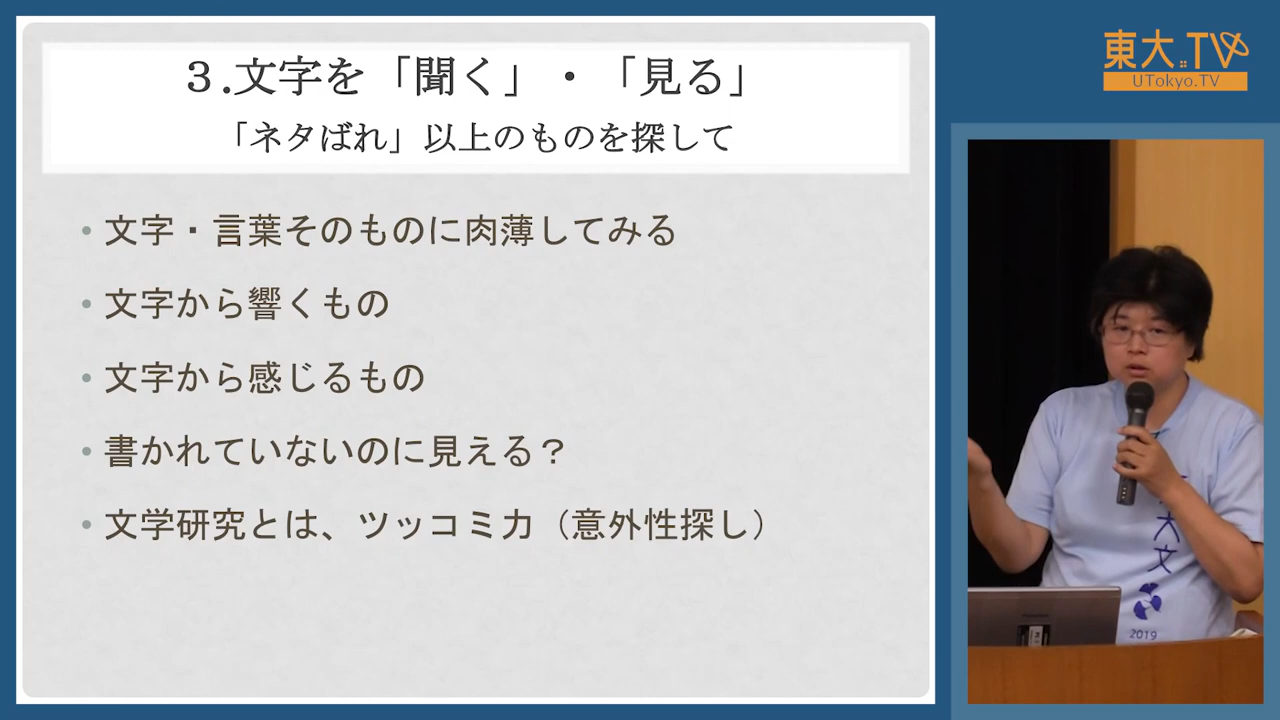 3.文字を「聞く」・「見る」
「ネタばれ」以上のものを探して
• 文字・言葉そのものに肉薄してみる
• 文字から響くもの
• 文字から感じるもの
• 書かれていないのに見える？
• 文学研究とは、ツッコミ力（意外性探し）
東大.TV
UTokyo.TV
大文
2019